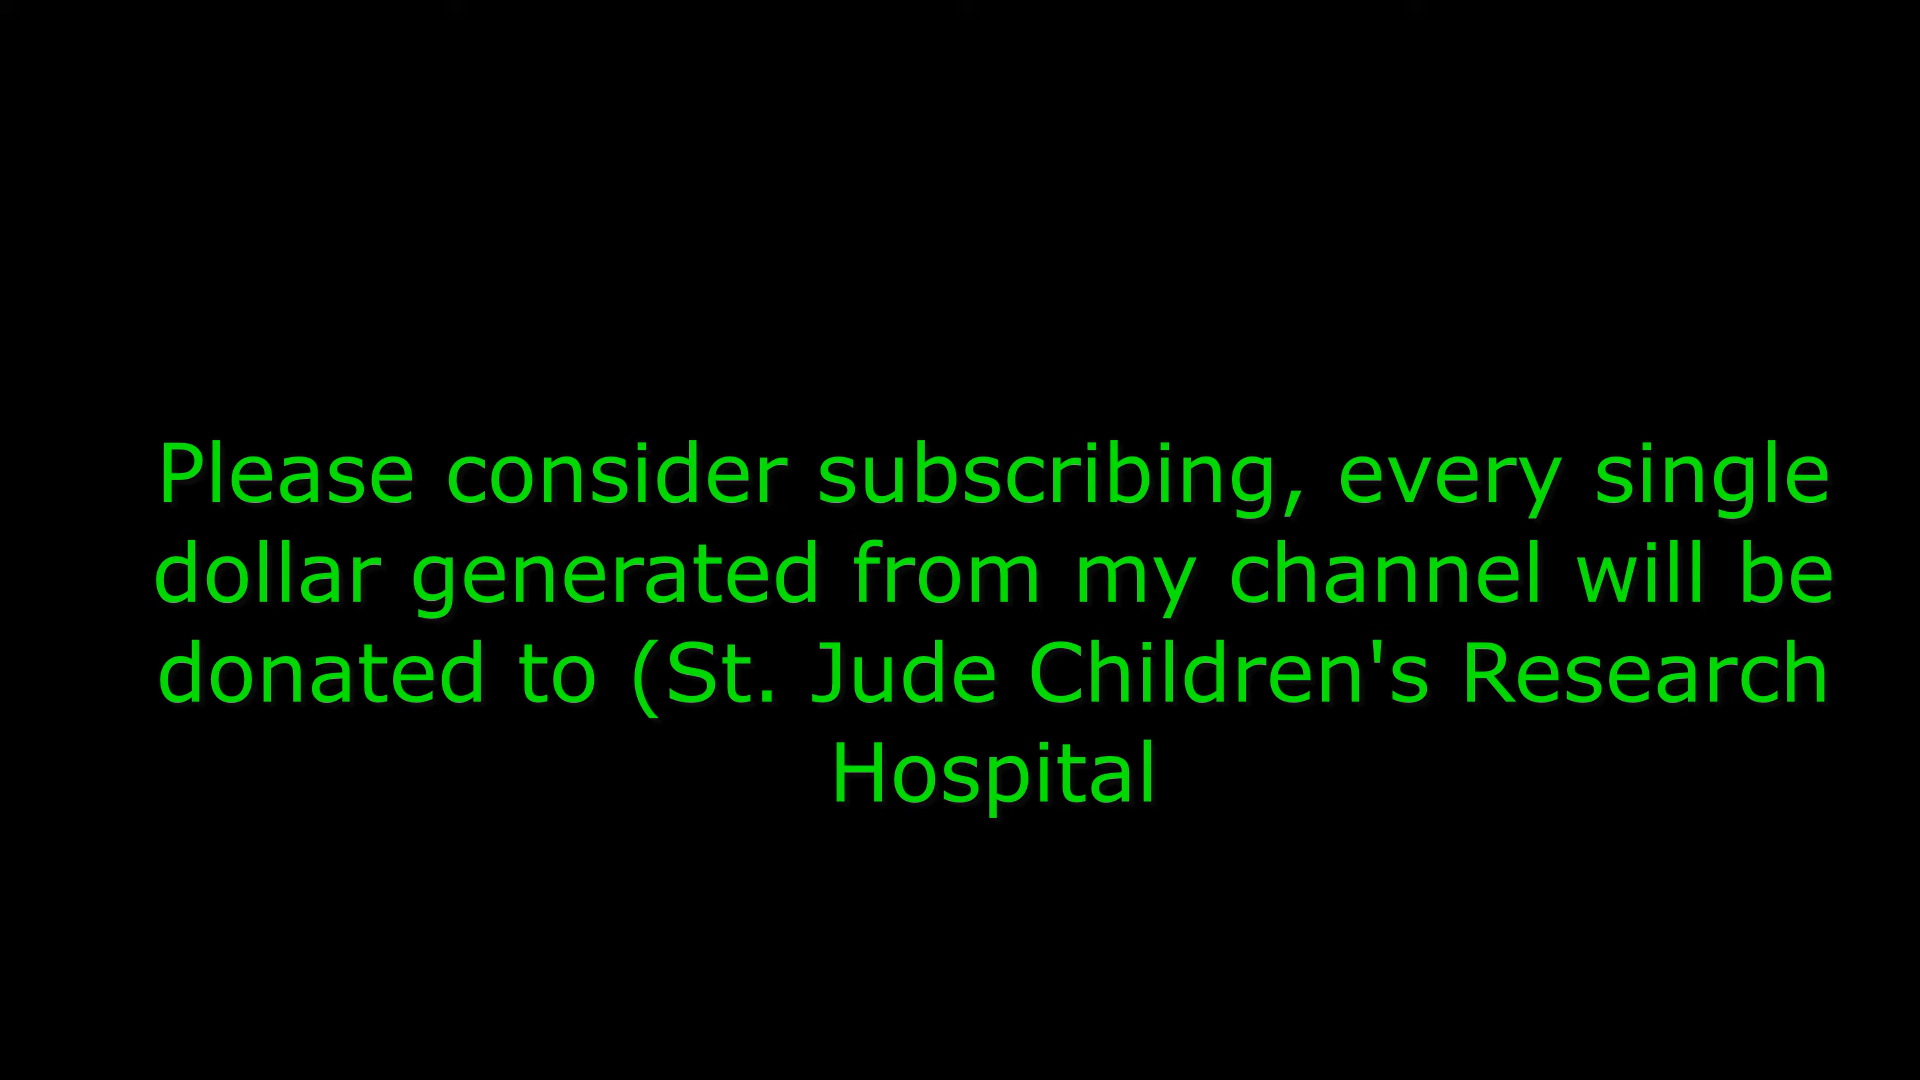 Please consider subscribing, every single
dollar generated from my channel will be
donated to (St. Jude Children's Research
Hospital